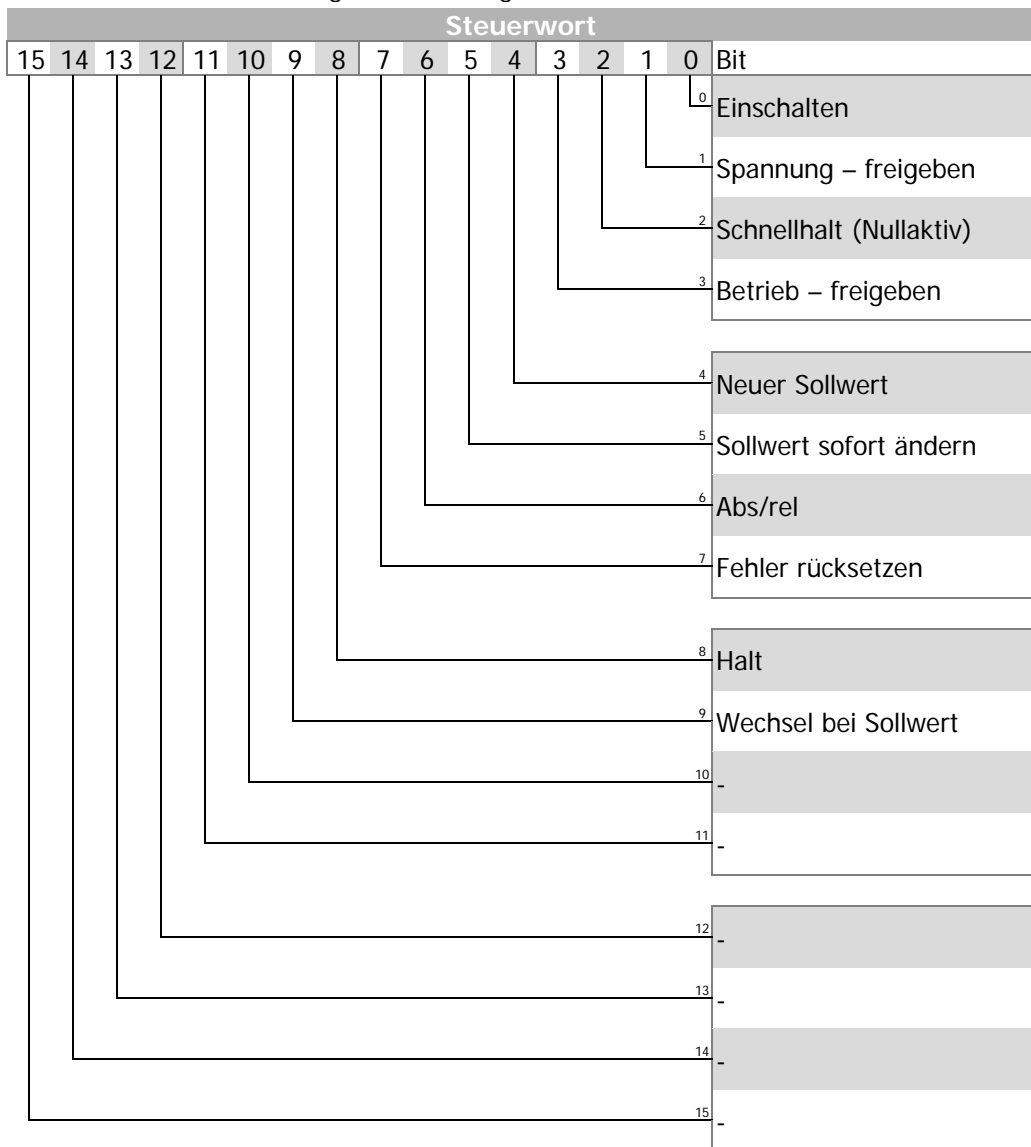 Steuerwort
15 14 13 12 11 10 9 8 7 6 5 4 3 2 1 0 Bit
0 Einschalten
1 Spannung – freigeben
2 Schnellhalt (Nullaktiv)
3 Betrieb – freigeben
4 Neuer Sollwert
5 Sollwert sofort ändern
6 Abs/rel
7 Fehler rücksetzen
8 Halt
9 Wechsel bei Sollwert
10 -
11 -
12 -
13 -
14 -
15 -